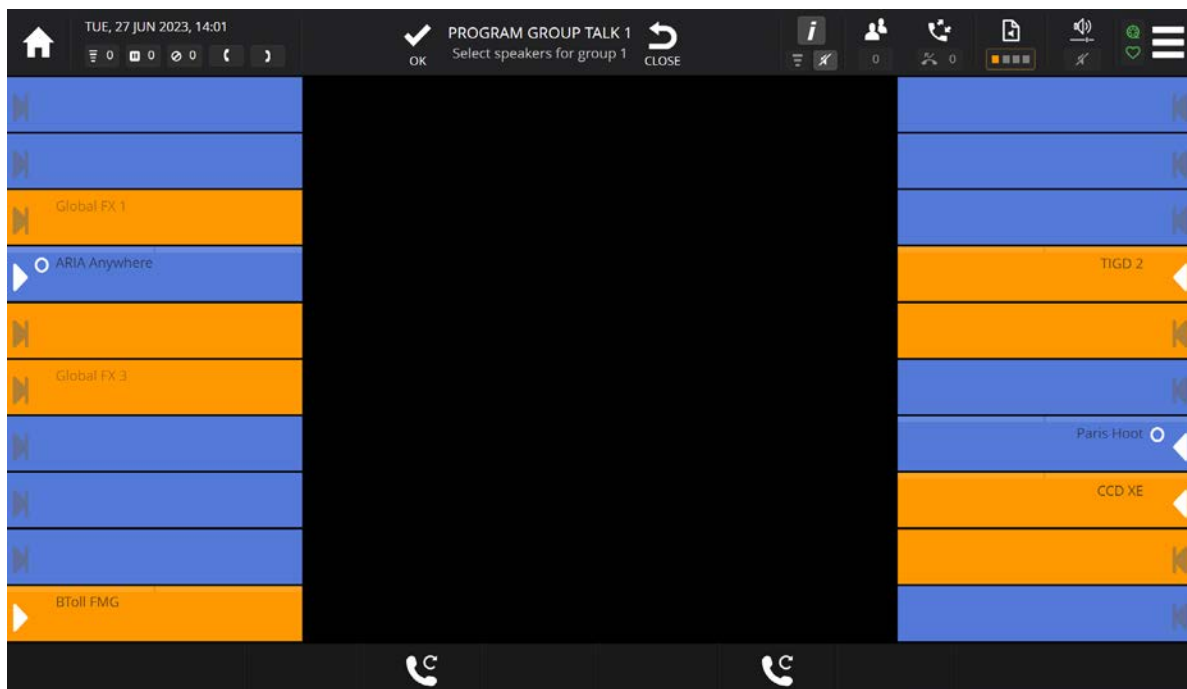 TUE, 27 JUN 2023, 14:01
0 0 0
OK
PROGRAM GROUP TALK 1
Select speakers for group 1
CLOSE
i
0
0
Global FX 1
ARIA Anywhere
TIGD 2
Global FX 3
Paris Hoot
CCD XE
BToll FMG